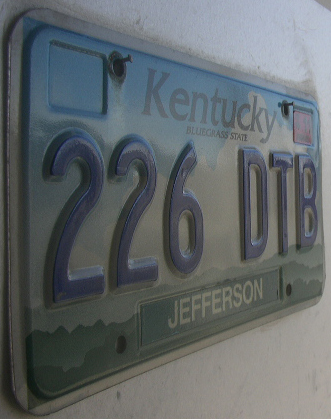 Kentucky
BLUEGRASS STATE
226 DTB
JEFFERSON